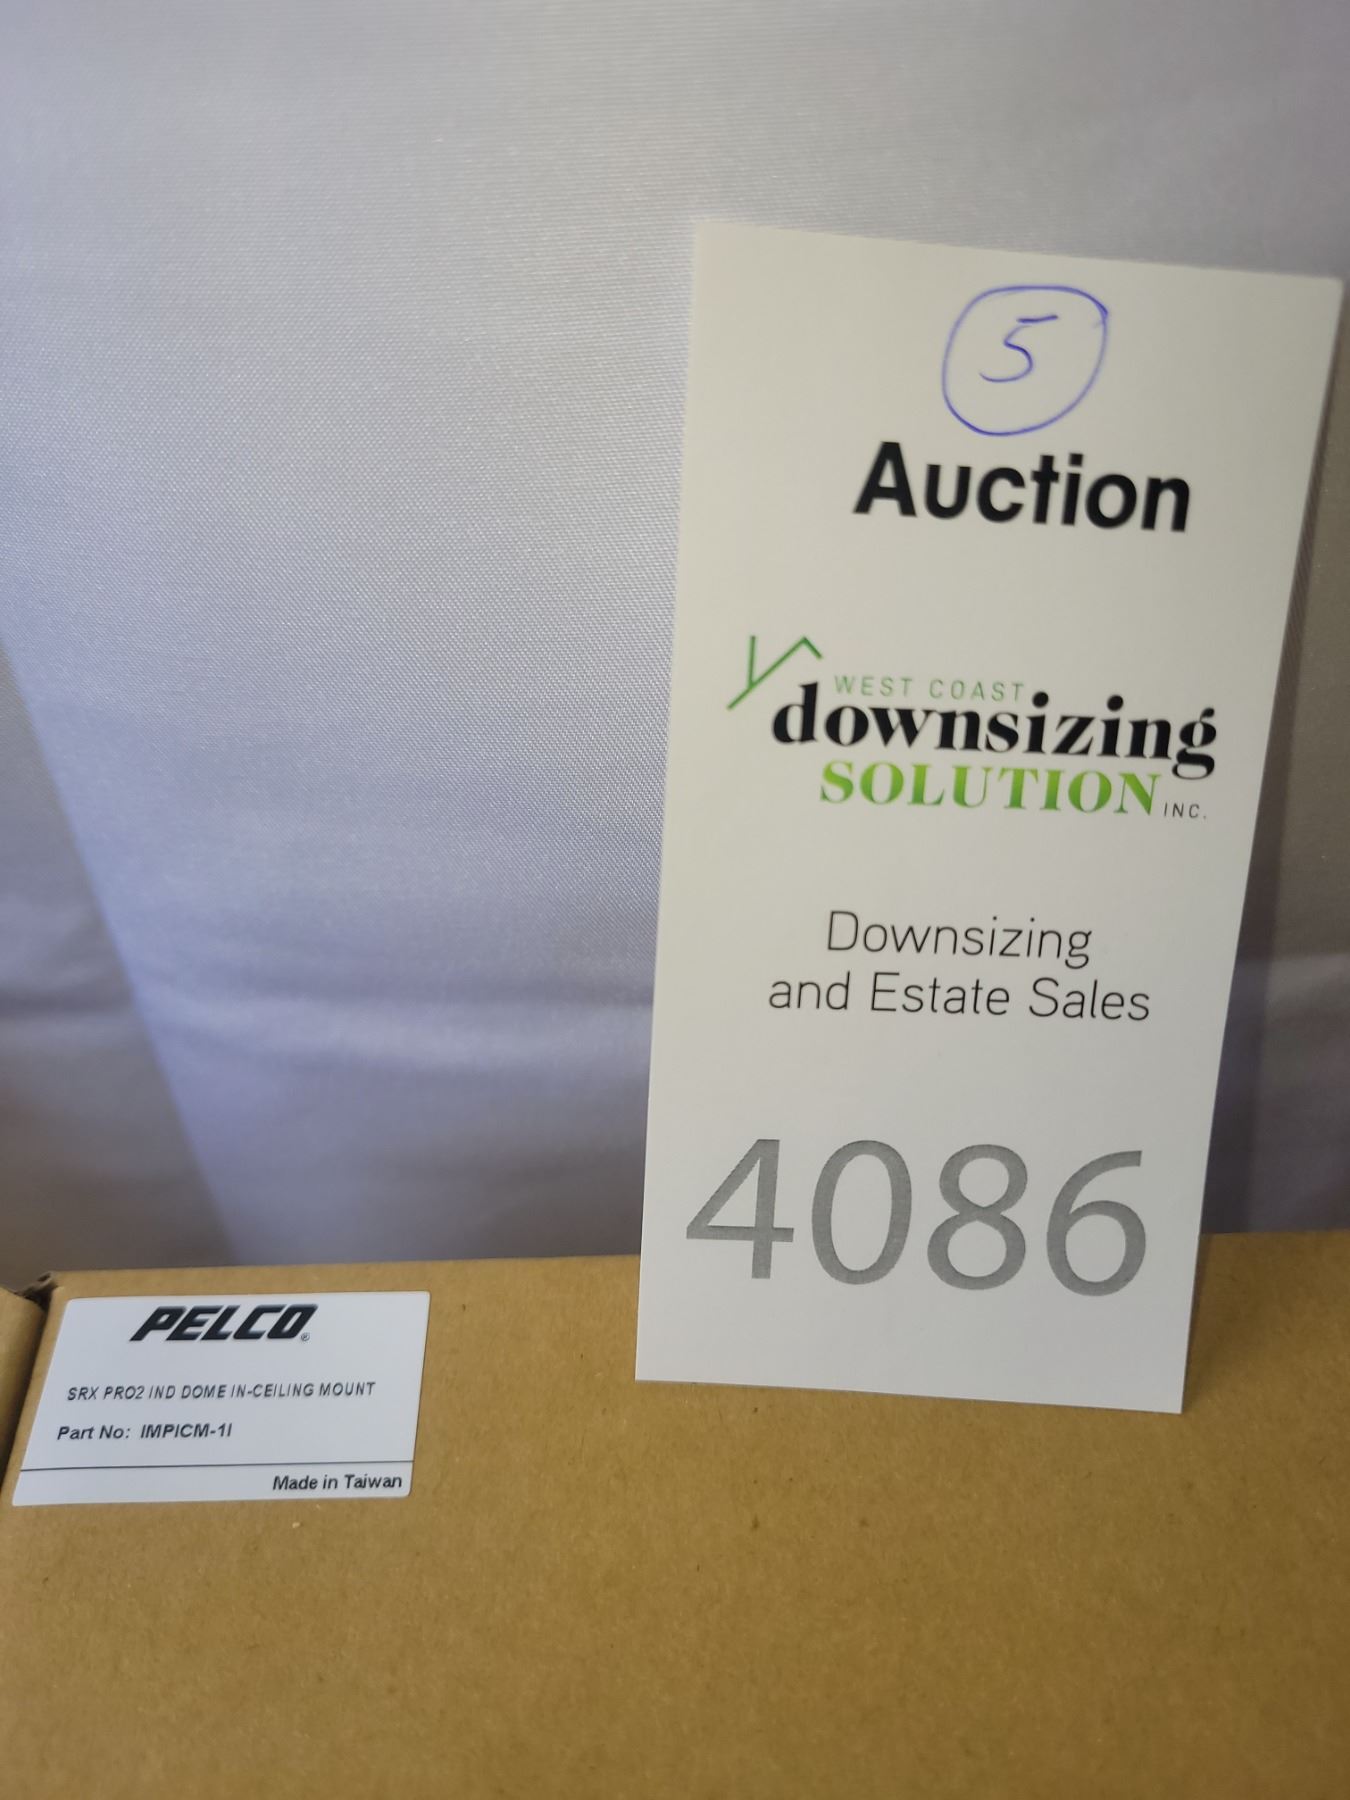 5
Auction
WEST COAST
downsizing
SOLUTION INC.
Downsizing
and Estate Sales
4086
PELCO®
SRX PRO2 IND DOME IN-CEILING MOUNT
Part No: IMPICM-1I
Made in Taiwan